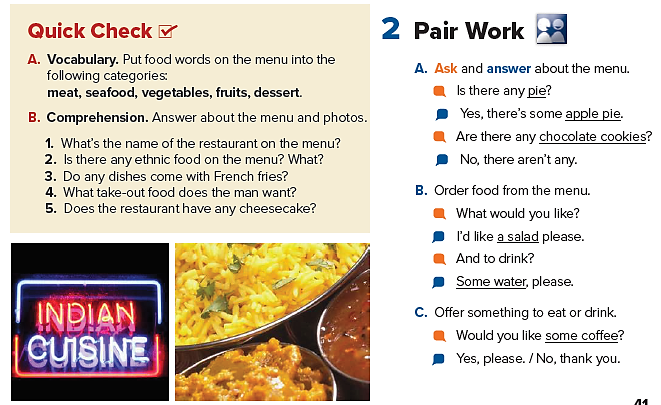 Quick Check
A. Vocabulary. Put food words on the menu into the
following categories:
meat, seafood, vegetables, fruits, dessert.
B. Comprehension. Answer about the menu and photos.
1. What's the name of the restaurant on the menu?
2. Is there any ethnic food on the menu? What?
3. Do any dishes come with French fries?
4. What take-out food does the man want?
5. Does the restaurant have any cheesecake?
INDIAN
CUISINE
2 Pair Work
A. Ask and answer about the menu.
Is there any pie?
Yes, there's some apple pie.
Are there any chocolate cookies?
No, there aren't any.
B. Order food from the menu.
What would you like?
I'd like a salad please.
And to drink?
Some water, please.
C. Offer something to eat or drink.
Would you like some coffee?
Yes, please. / No, thank you.
41